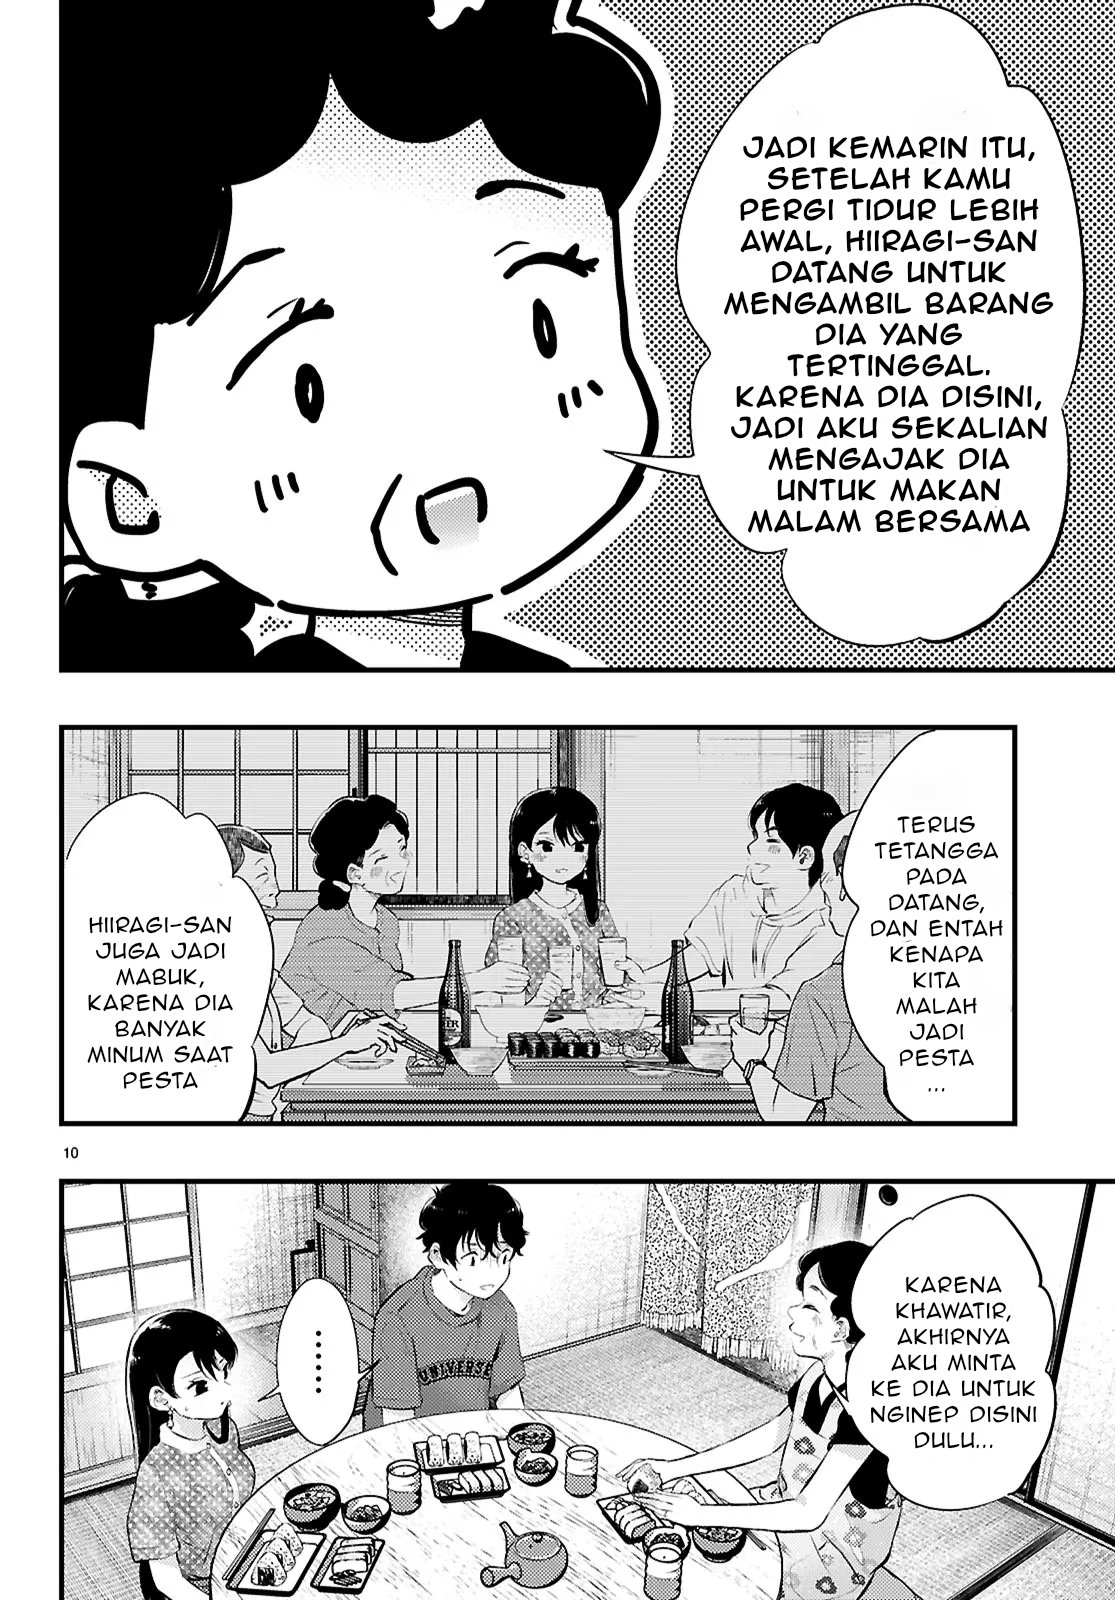 JADI KEMARIN ITU,
SETELAH KAMU
PERGI TIDUR LEBIH
AWAL, HIIRAGI-SAN
DATANG UNTUK
MENGAMBIL BARANG
DIA YANG
TERTINGGAL.
KARENA DIA DISINI,
JADI AKU SEKALIAN
MENGAJAK DIA
UNTUK MAKAN
MALAM BERSAMA
TERUS
TETANGGA
PADA
DATANG,
DAN ENTAH
KENAPA
KITA
MALAH
JADI
PESTA
...
HIIRAGI-SAN
JUGA JADI
MABUK,
KARENA DIA
BANYAK
MINUM SAAT
PESTA
10
KARENA
KHAWATIR,
AKHIRNYA
AKU MINTA
KE DIA UNTUK
NGINEP DISINI
DULU...
......
UNIVERSE